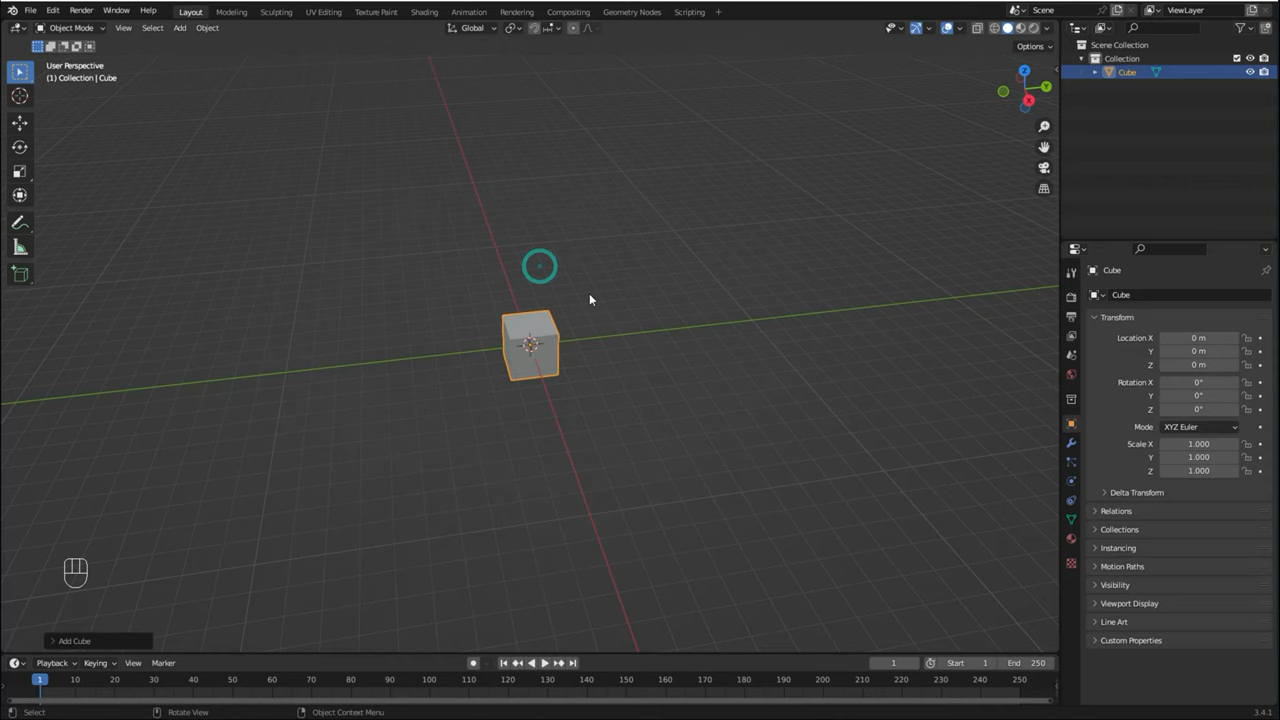 File Edit Render Window Help Layout Modeling Sculpting UV Editing Texture Paint Shading Animation Rendering Compositing Geometry Nodes Scripting + Scene ViewLayer
Object Mode View Select Add Object Global
Options
User Perspective
(1) Collection | Cube
Scene Collection
Collection
Cube
Z
Y
X
Cube
Cube
Transform
Location X 0 m
Y 0 m
Z 0 m
Rotation X 0°
Y 0°
Z 0°
Mode XYZ Euler
Scale X 1.000
Y 1.000
Z 1.000
Delta Transform
Relations
Collections
Instancing
Motion Paths
Visibility
Viewport Display
Line Art
Custom Properties
Add Cube
Playback Keying View Marker 1 Start 1 End 250
1 10 20 30 40 50 60 70 80 90 100 110 120 130 140 150 160 170 180 190 200 210 220 230 240 250
Select Rotate View Object Context Menu 3.4.1